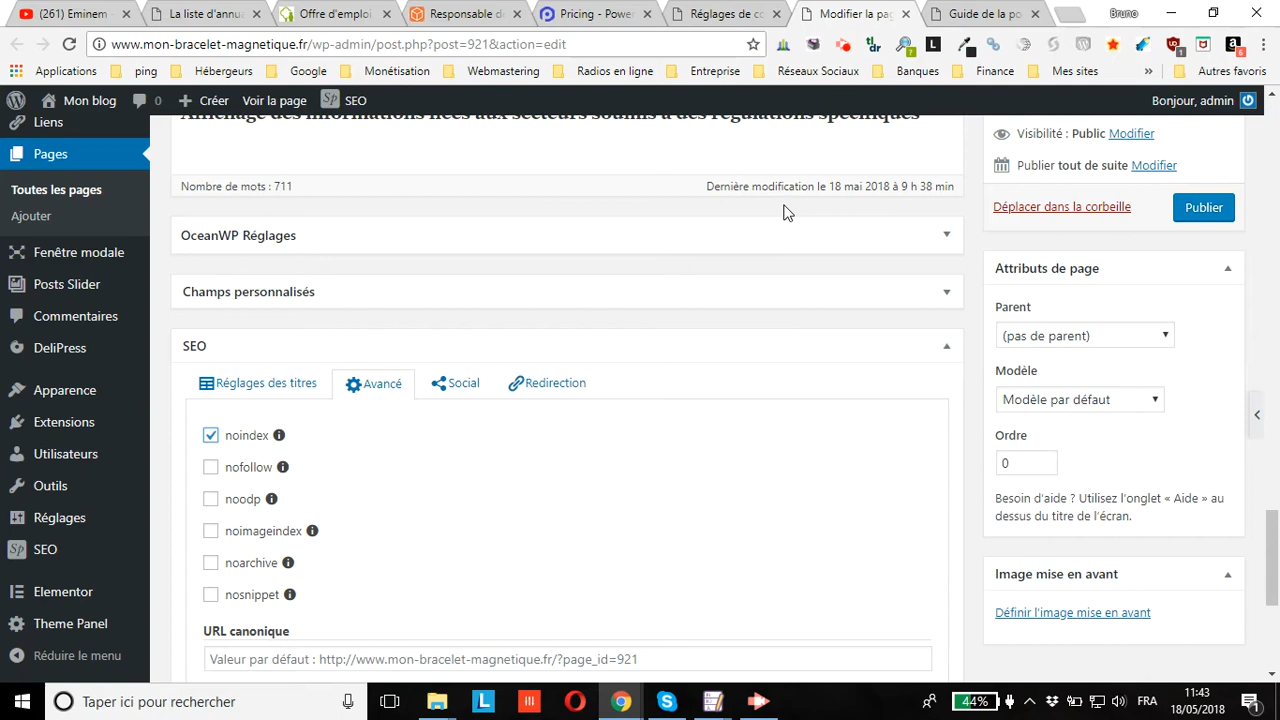 (261) Eminem -
La liste d'annu
Offre d'emploi
Responsable de
Pricing - Power
Réglages de co
Modifier la pag
Guide de la po
Bruno
www.mon-bracelet-magnetique.fr/wp-admin/post.php?post=921&action=edit
Applications ping Hébergeurs Google Monétisation Webmastering Radios en ligne Entreprise Réseaux Sociaux Banques Finance Mes sites » Autres favoris
Mon blog 0 Créer Voir la page SEO Bonjour, admin
Liens
Pages
Toutes les pages
Ajouter
Fenêtre modale
Posts Slider
Commentaires
DeliPress
Apparence
Extensions
Utilisateurs
Outils
Réglages
SEO
Elementor
Theme Panel
Réduire le menu
Affichage des informations liées aux secteurs soumis à des régulations spécifiques
Nombre de mots : 711
Dernière modification le 18 mai 2018 à 9 h 38 min
OceanWP Réglages
Champs personnalisés
SEO
Réglages des titres Avancé Social Redirection
noindex
nofollow
noodp
noimageindex
noarchive
nosnippet
URL canonique
Valeur par défaut : http://www.mon-bracelet-magnetique.fr/?page_id=921
Visibilité : Public Modifier
Publier tout de suite Modifier
Déplacer dans la corbeille
Publier
Attributs de page
Parent
(pas de parent)
Modèle
Modèle par défaut
Ordre
0
Besoin d'aide ? Utilisez l'onglet « Aide » au
dessus du titre de l'écran.
Image mise en avant
Définir l'image mise en avant
Taper ici pour rechercher
44%
FRA
11:43
18/05/2018